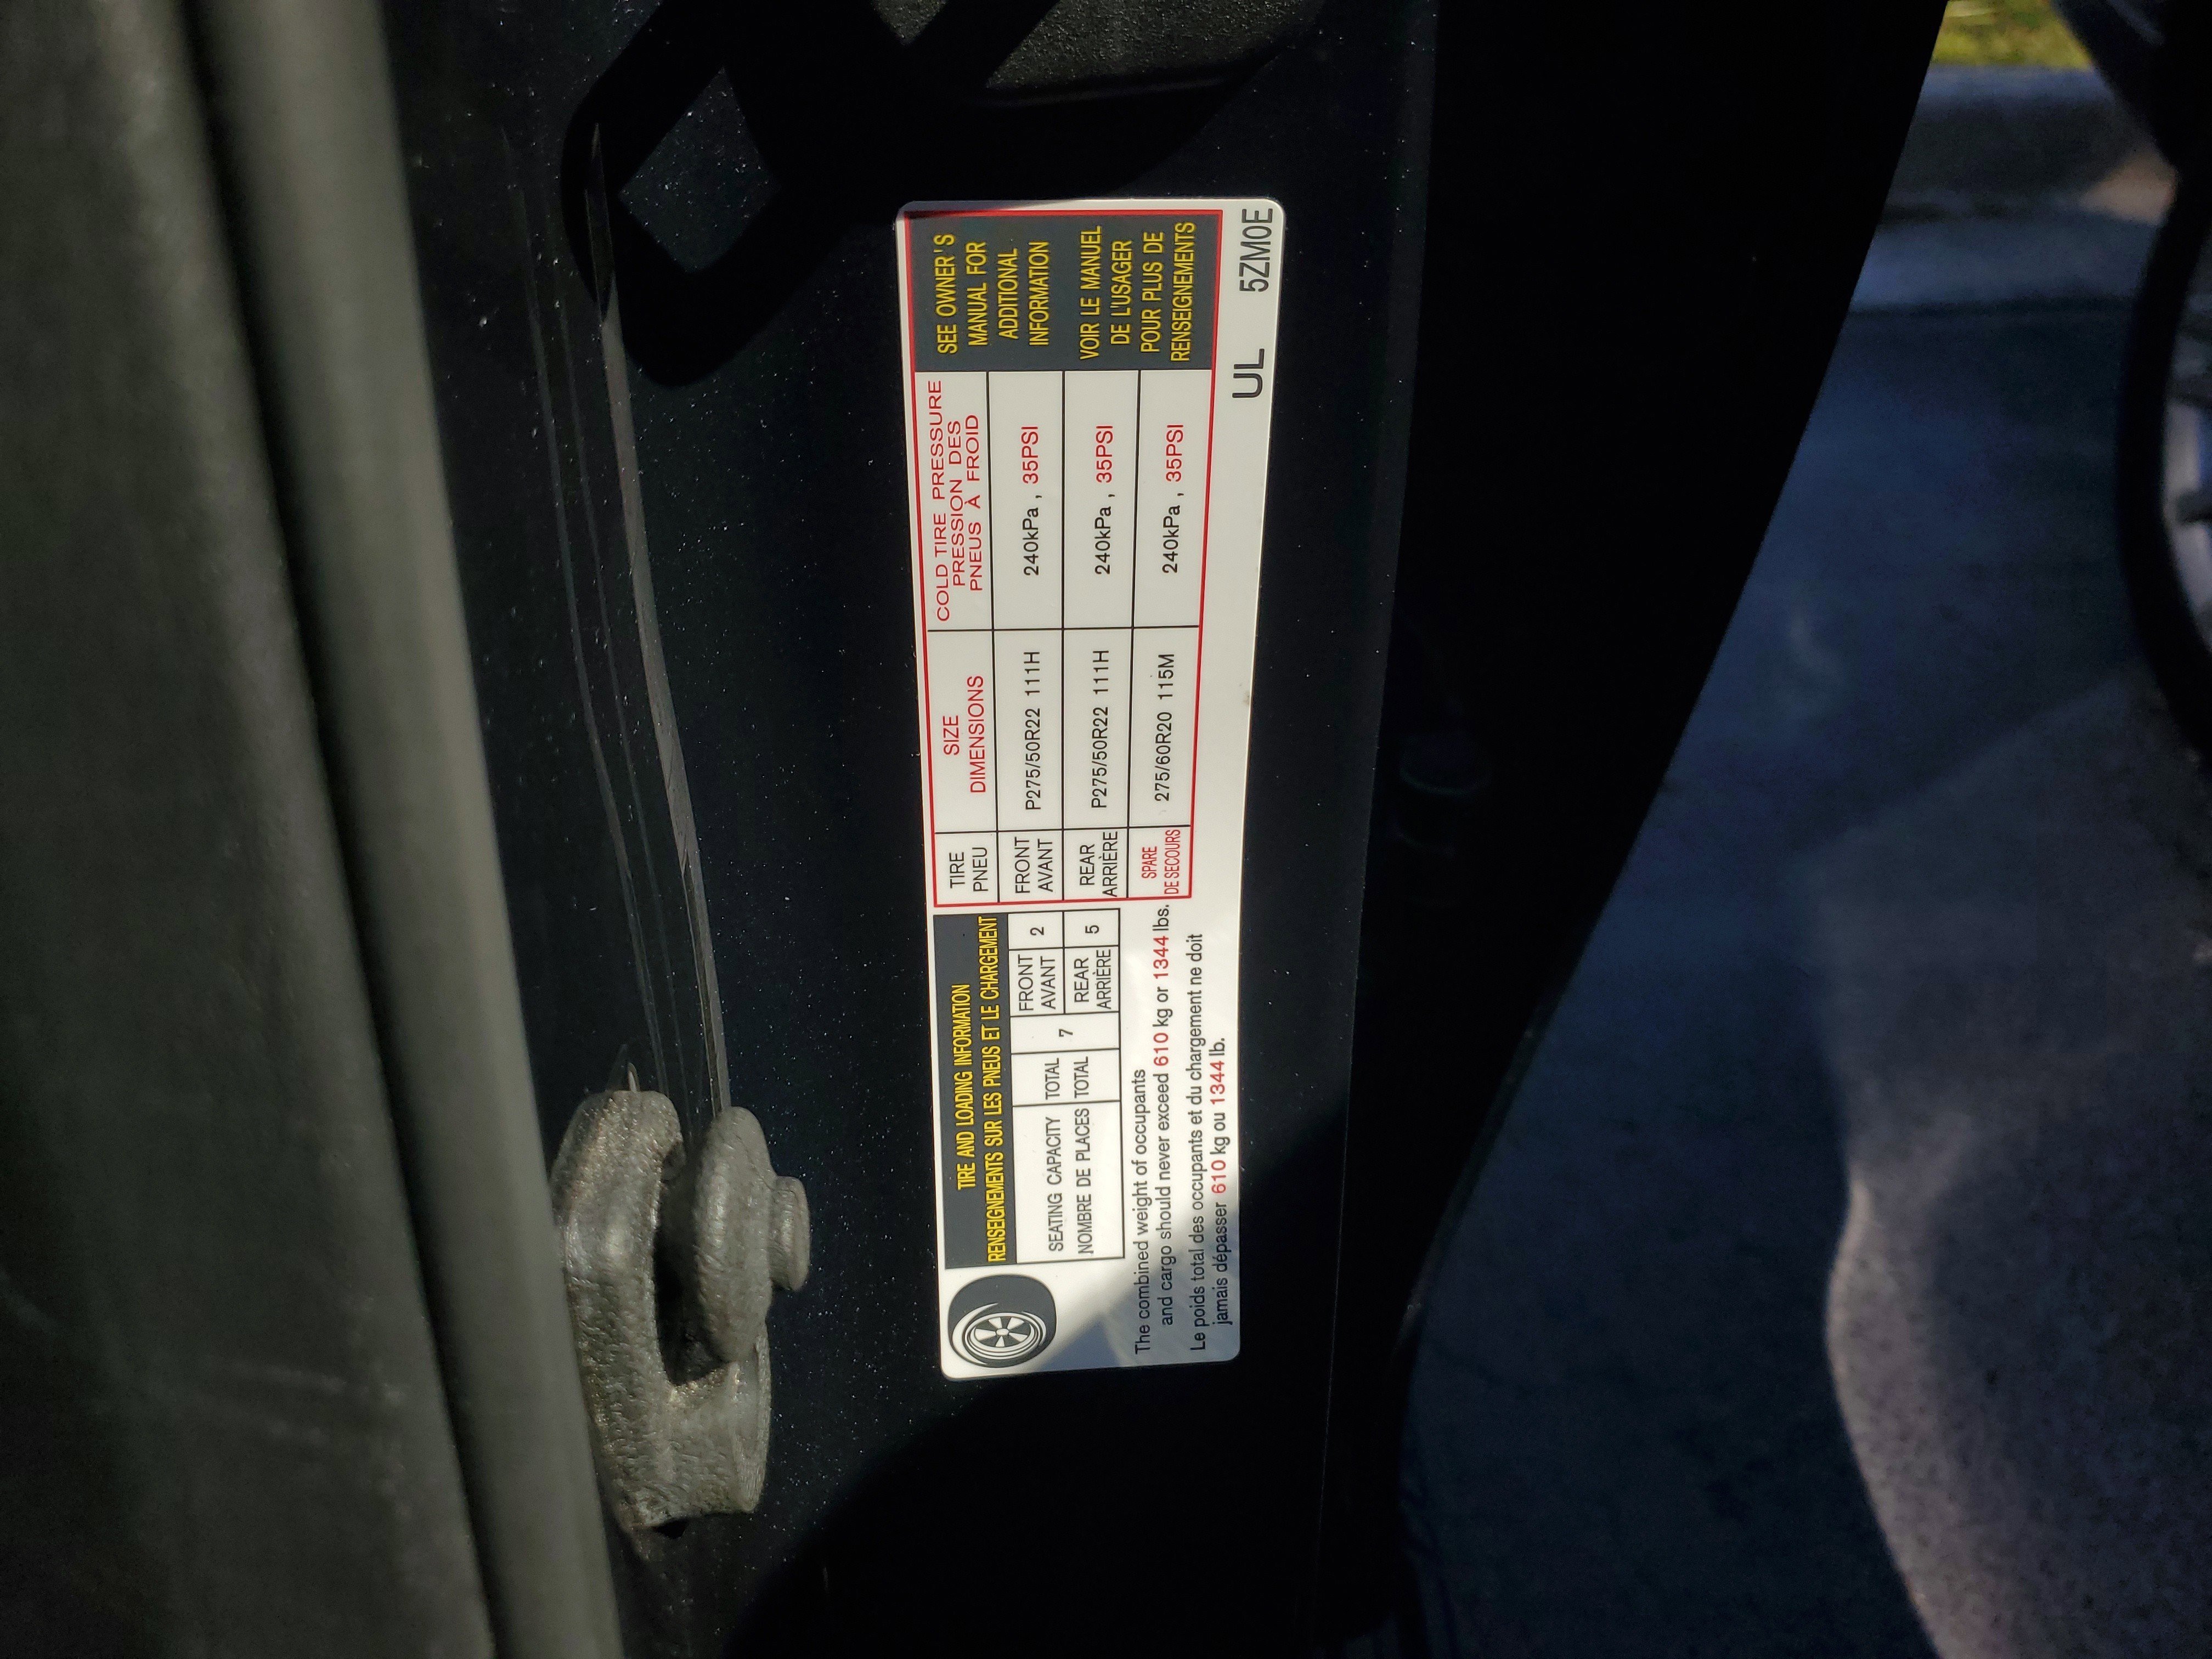 TIRE AND LOADING INFORMATION
RENSEIGNEMENTS SUR LES PNEUS ET LE CHARGEMENT
SEATING CAPACITY
NOMBRE DE PLACES
TOTAL
TOTAL
7
FRONT
AVANT
2
REAR
ARRIÈRE
5
The combined weight of occupants
and cargo should never exceed 610 kg or 1344 lbs.
Le poids total des occupants et du chargement ne doit
jamais dépasser 610 kg ou 1344 lb.
TIRE
PNEU
SIZE
DIMENSIONS
COLD TIRE PRESSURE
PRESSION DES
PNEUS À FROID
FRONT
AVANT
P275/50R22 111H
240kPa, 35PSI
REAR
ARRIÈRE
P275/50R22 111H
240kPa, 35PSI
SPARE
DE SECOURS
275/60R20 115M
240kPa, 35PSI
SEE OWNER'S
MANUAL FOR
ADDITIONAL
INFORMATION
VOIR LE MANUEL
DE L'USAGER
POUR PLUS DE
RENSEIGNEMENTS
UL 5ZM0E